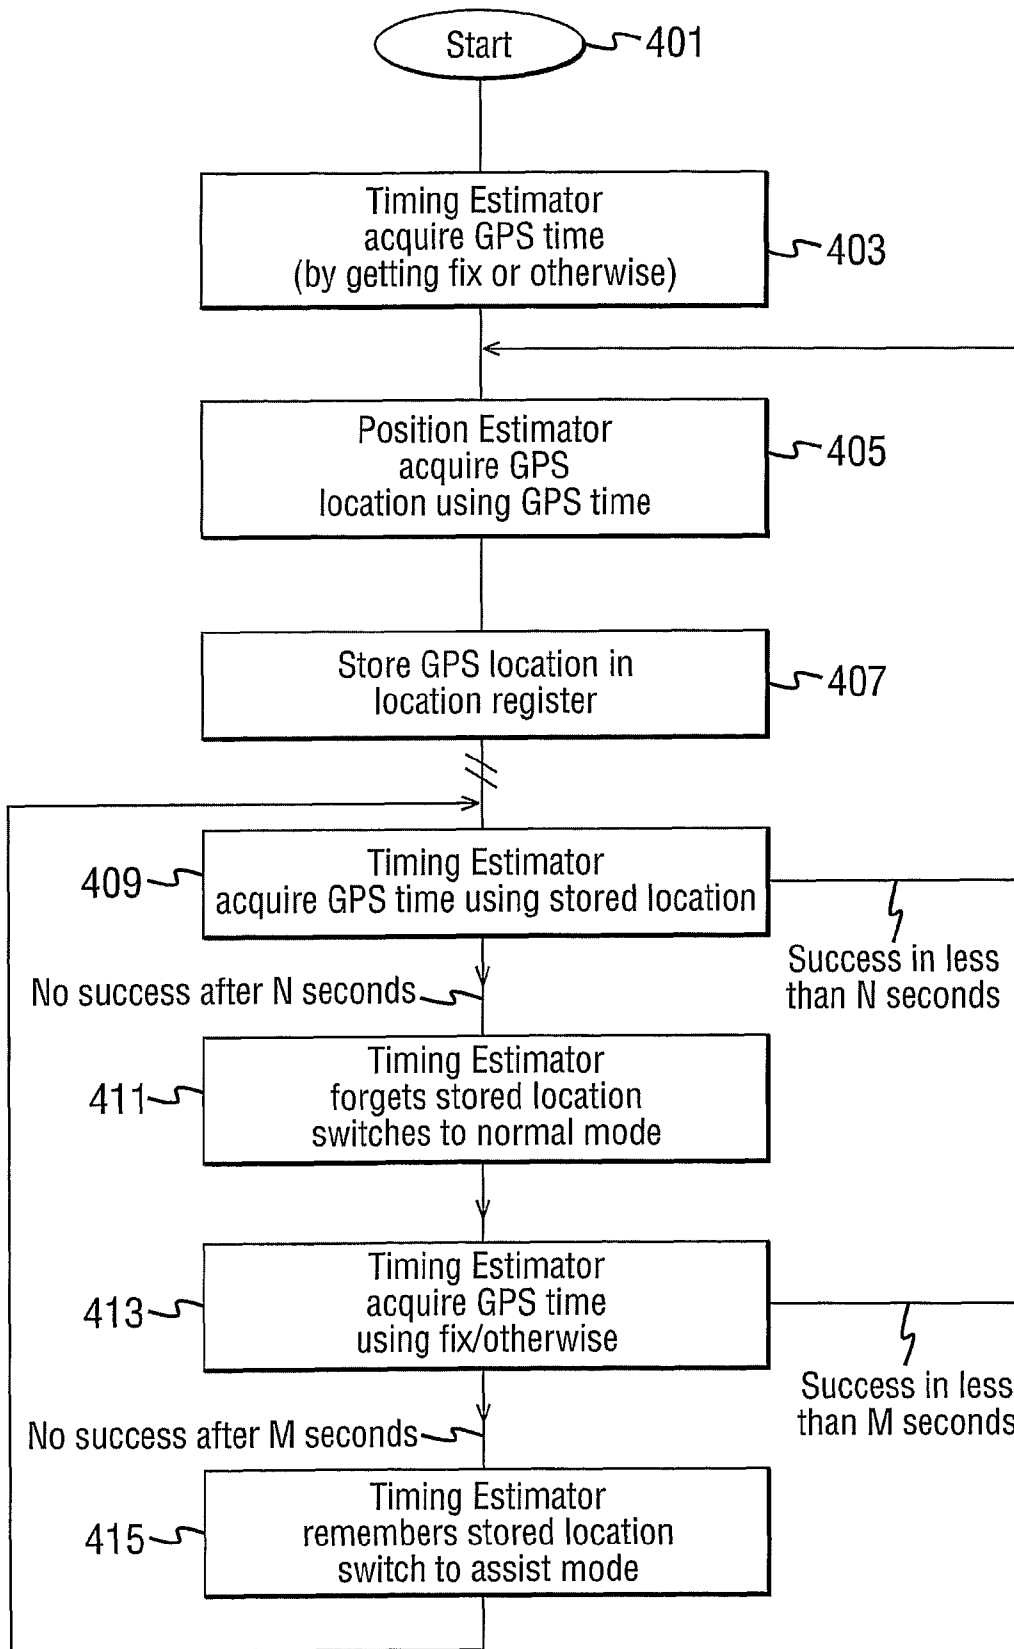 Start
401
Timing Estimator
acquire GPS time
(by getting fix or otherwise)
403
Position Estimator
acquire GPS
location using GPS time
405
Store GPS location in
location register
407
409
Timing Estimator
acquire GPS time using stored location
Success in less
than N seconds
No success after N seconds
411
Timing Estimator
forgets stored location
switches to normal mode
413
Timing Estimator
acquire GPS time
using fix/otherwise
Success in less
than M seconds
No success after M seconds
415
Timing Estimator
remembers stored location
switch to assist mode